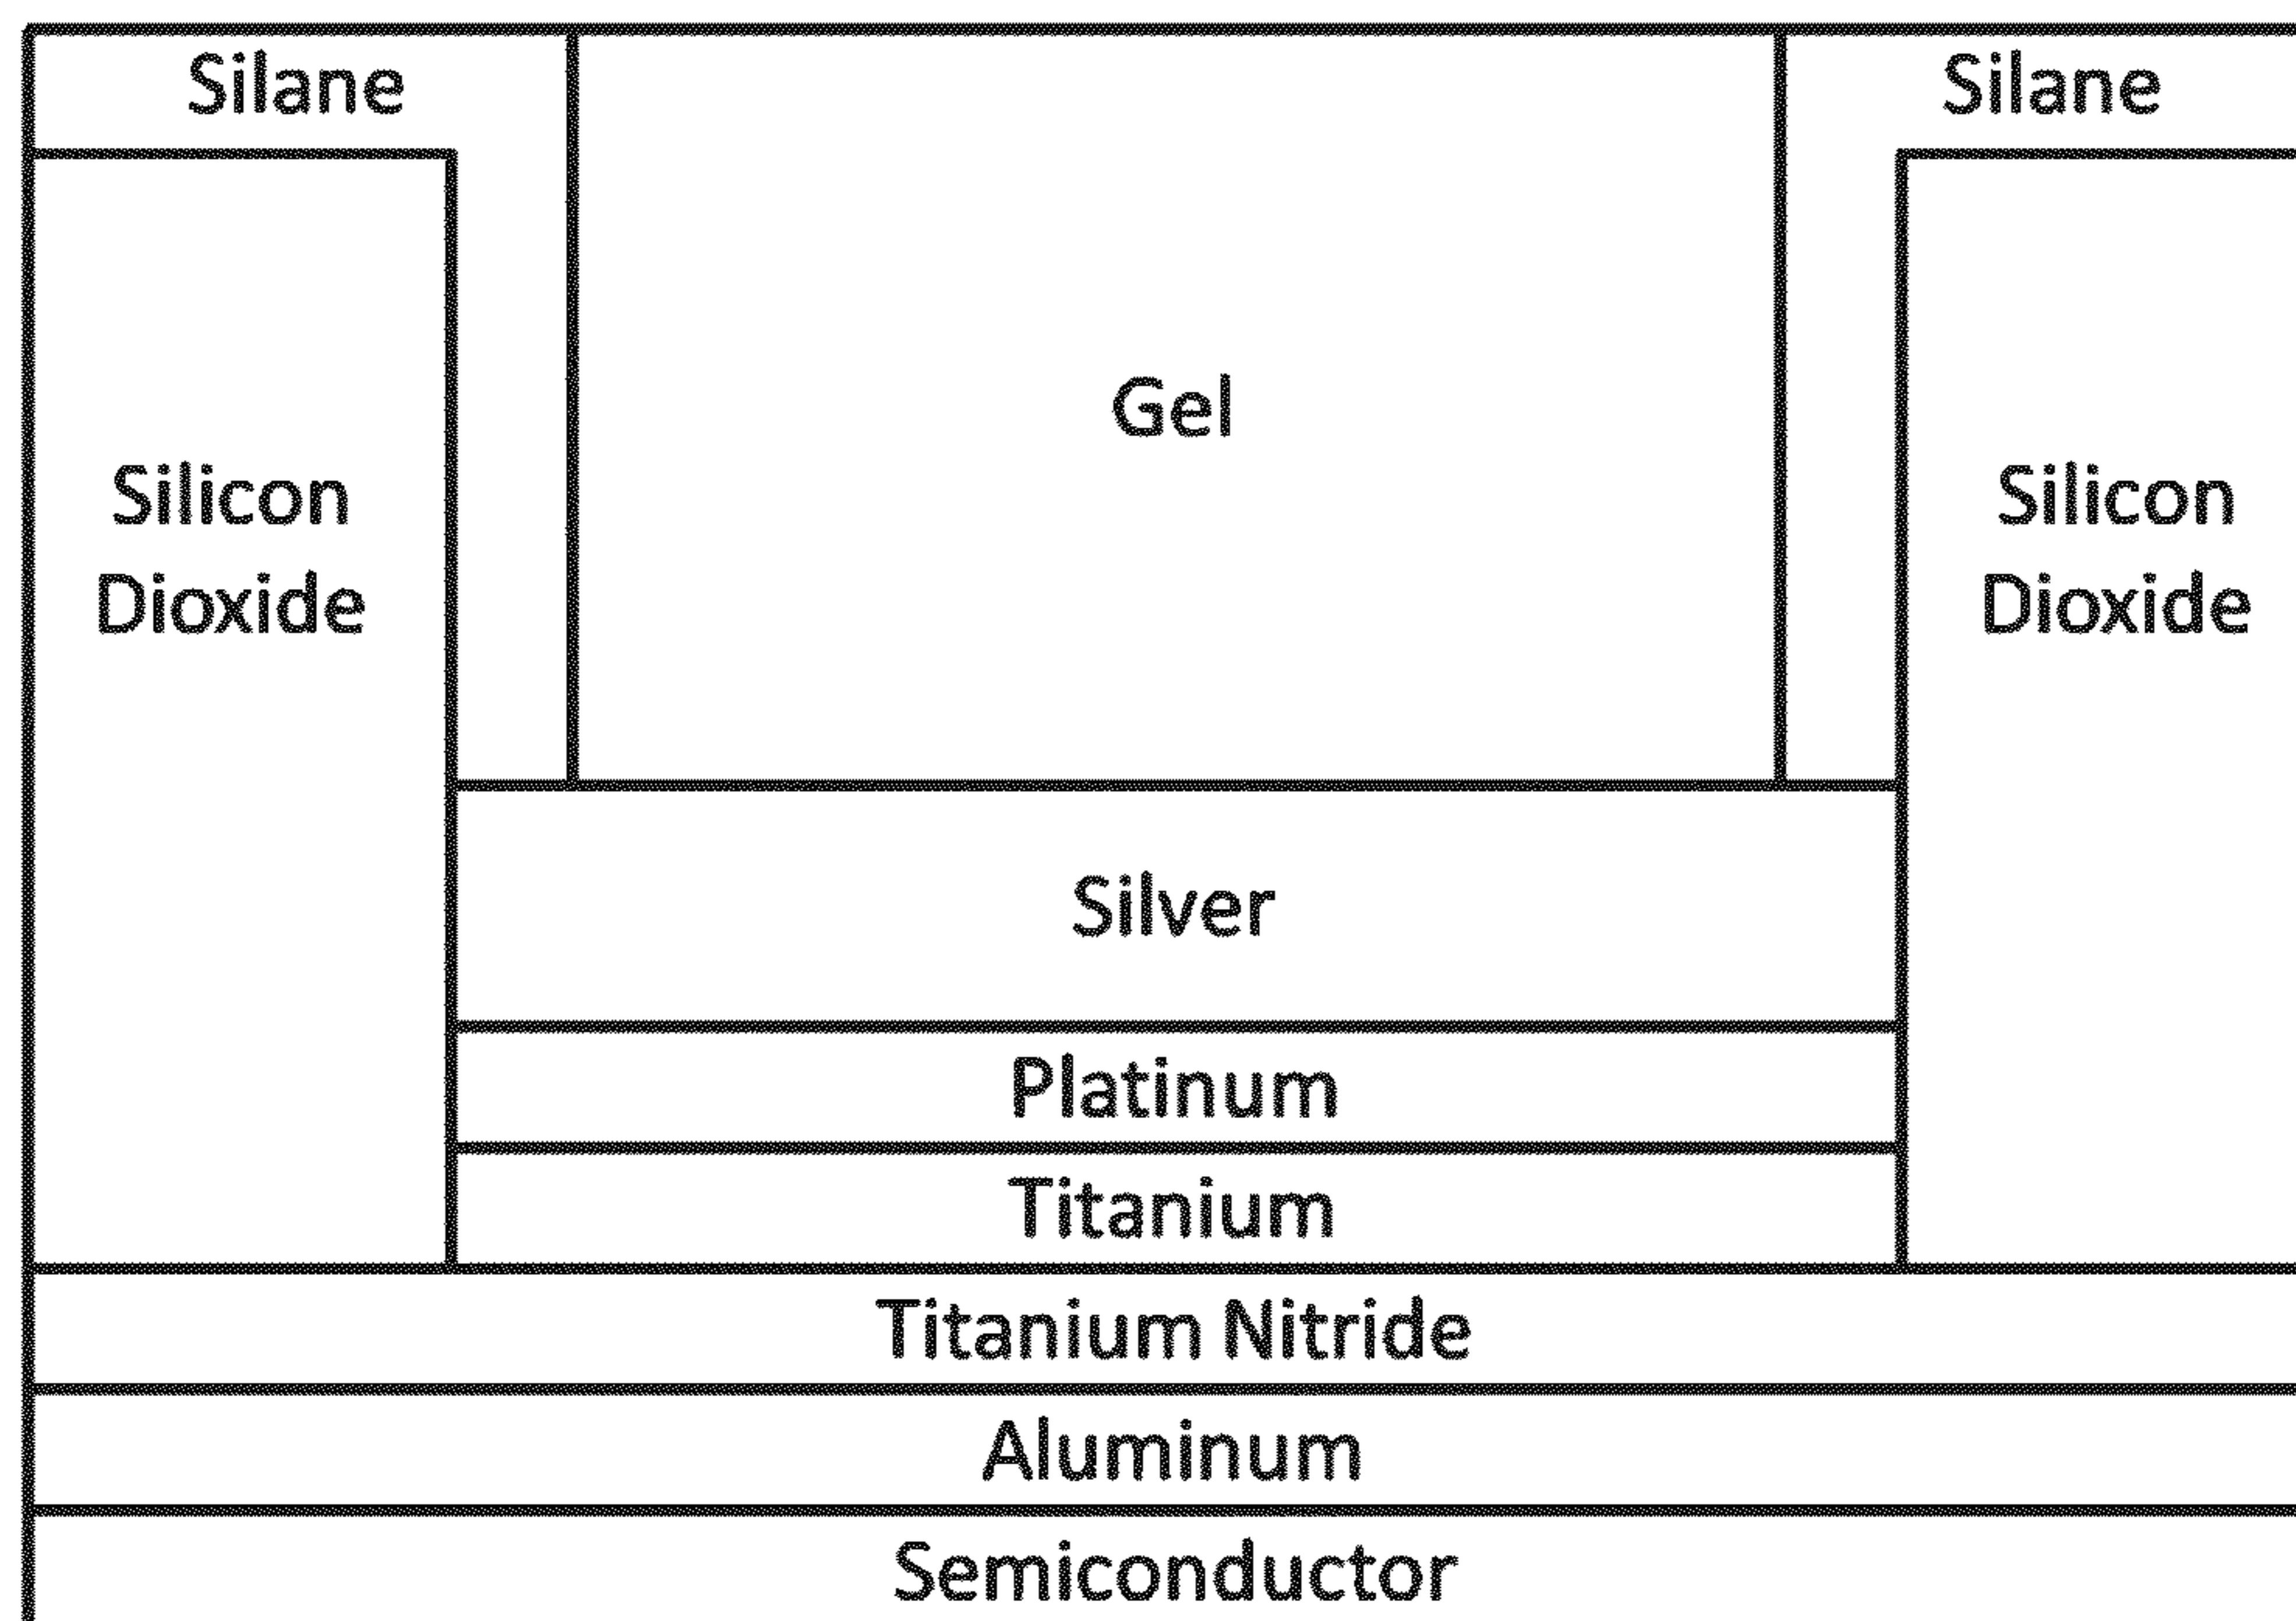 Silane
Silane
Gel
Silicon
Dioxide
Silicon
Dioxide
Silver
Platinum
Titanium
Titanium Nitride
Aluminum
Semiconductor